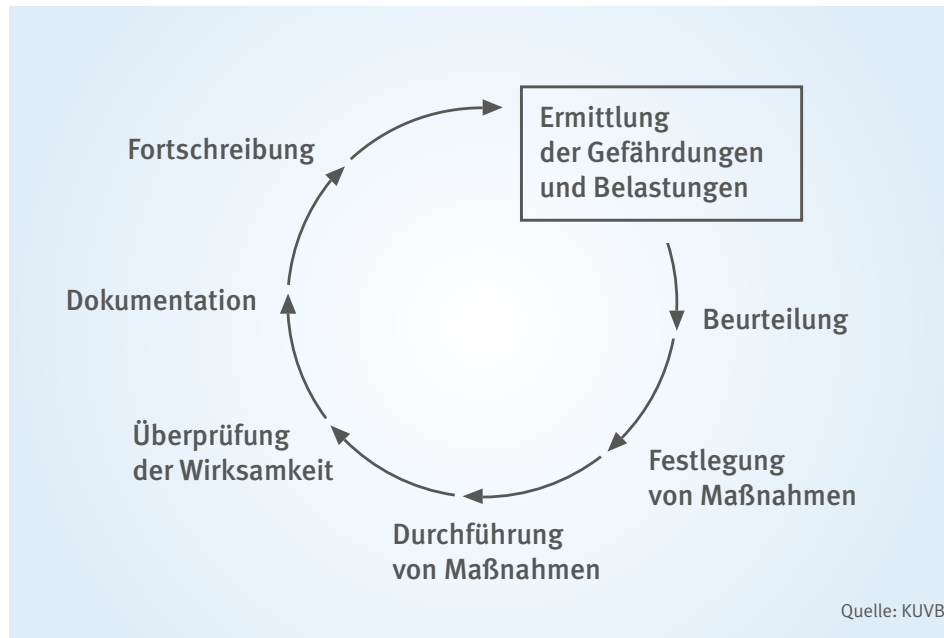 Ermittlung
der Gefährdungen
und Belastungen
Beurteilung
Festlegung
von Maßnahmen
Durchführung
von Maßnahmen
Überprüfung
der Wirksamkeit
Dokumentation
Fortschreibung
Quelle: KUVB